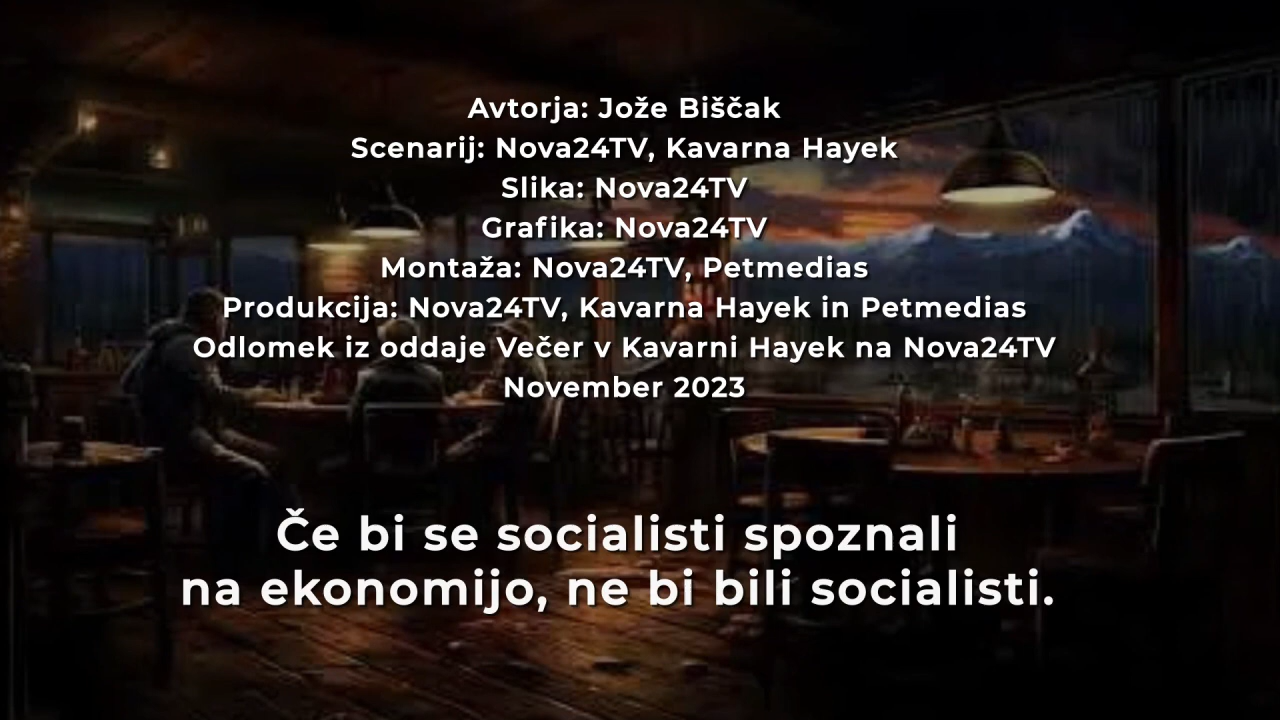 Avtorja: Jože Biščak
Scenarij: Nova24TV, Kavarna Hayek
Slika: Nova24TV
Grafika: Nova24TV
Montaža: Nova24TV, Petmedias
Produkcija: Nova24TV, Kavarna Hayek in Petmedias
Odlomek iz oddaje Večer v Kavarni Hayek na Nova24TV
November 2023
Če bi se socialisti spoznali
na ekonomijo, ne bi bili socialisti.